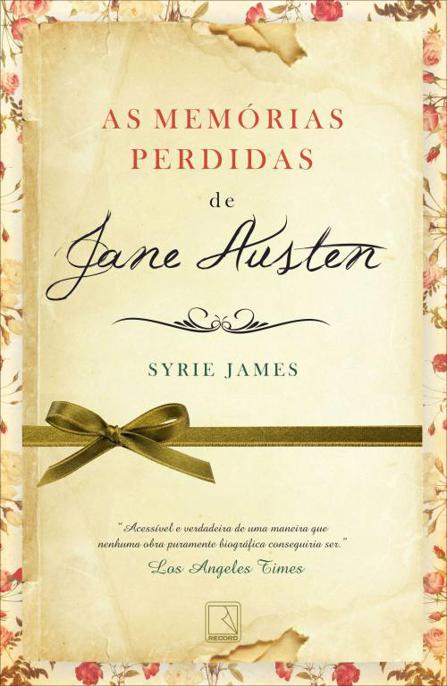 AS MEMÓRIAS
PERDIDAS
de
Jane Austen
SYRIE JAMES
"Acessível e verdadeira de uma maneira que
nenhuma obra puramente biográfica conseguiria ser."
Los Angeles Times
RECORD